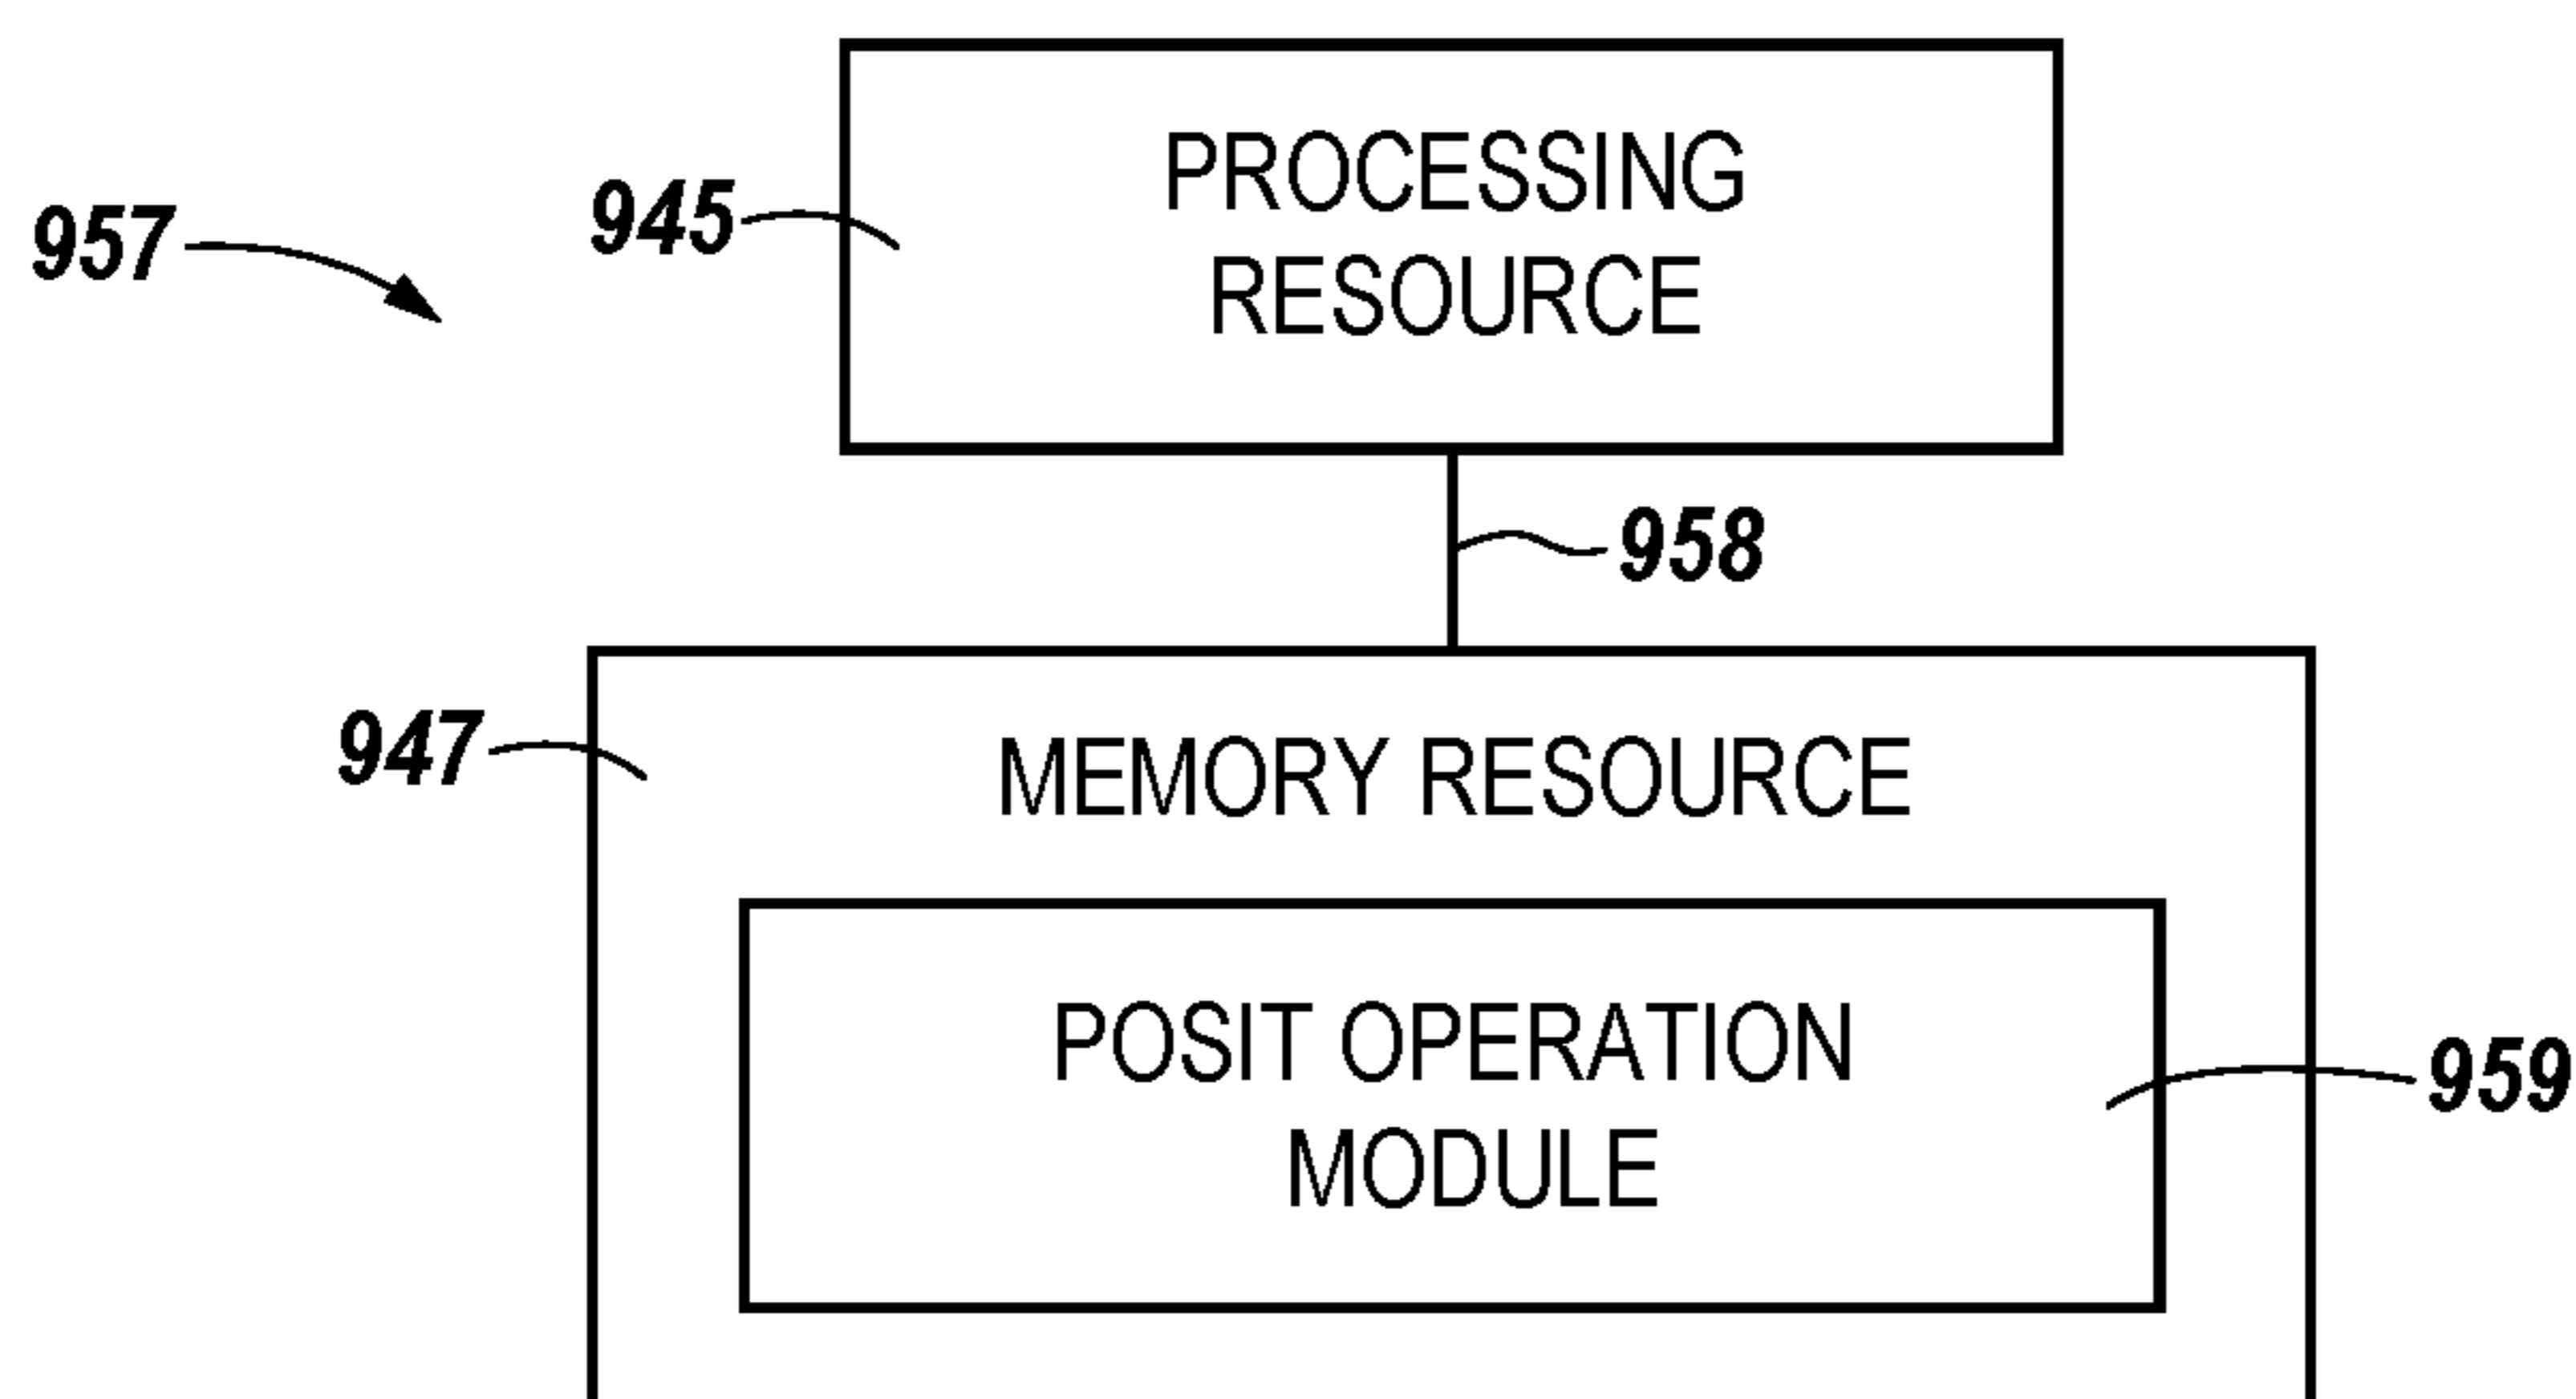 PROCESSING
RESOURCE
945
957
958
947
MEMORY RESOURCE
POSIT OPERATION
MODULE
959